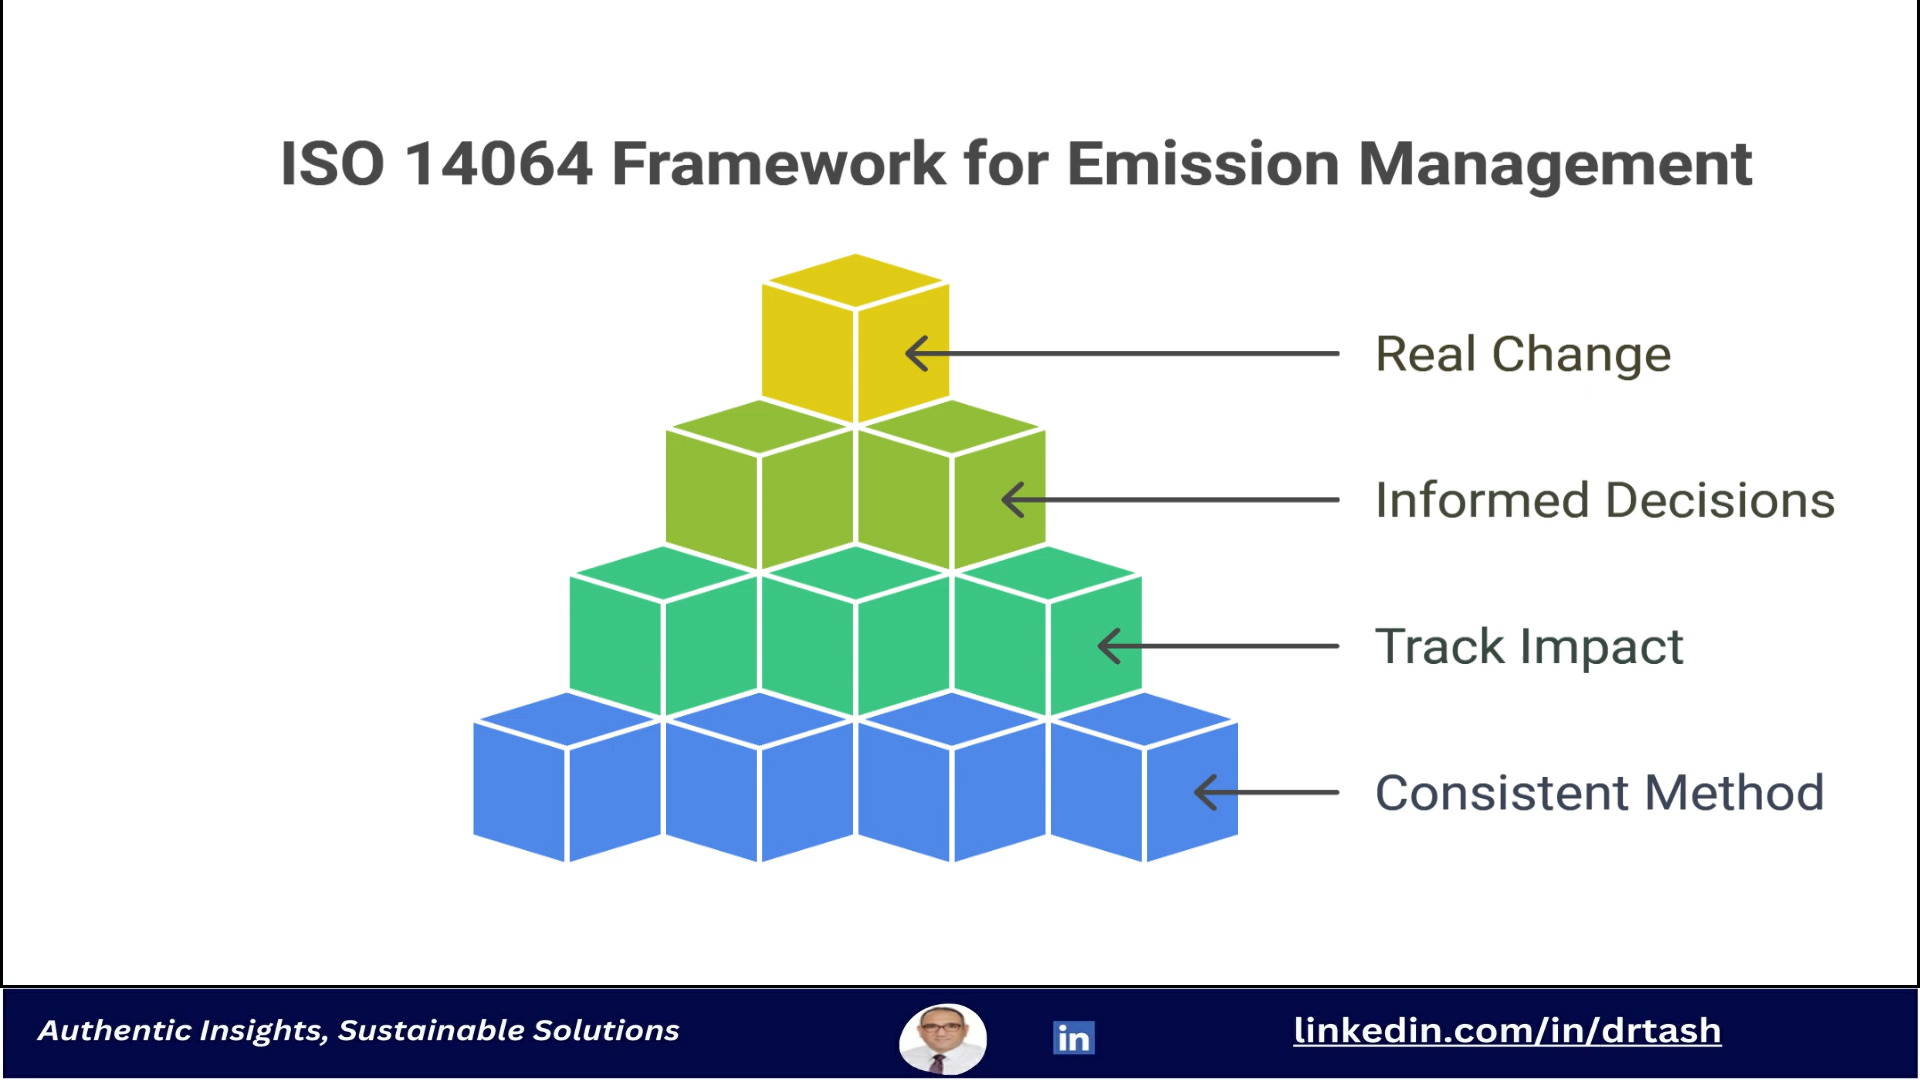 ISO 14064 Framework for Emission Management
Real Change
Informed Decisions
Track Impact
Consistent Method
Authentic Insights, Sustainable Solutions
in
linkedin.com/in/drtash